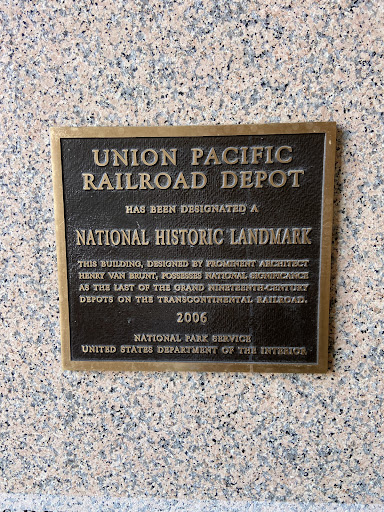 UNION PACIFIC
RAILROAD DEPOT
HAS BEEN DESIGNATED A
NATIONAL HISTORIC LANDMARK
THIS BUILDING, DESIGNED BY PROMINENT ARCHITECT
HENRY VAN BRUNT, POSSESSES NATIONAL SIGNIFICANCE
AS THE LAST OF THE GRAND NINETEENTH-CENTURY
DEPOTS ON THE TRANSCONTINENTAL RAILROAD.
2006
NATIONAL PARK SERVICE
UNITED STATES DEPARTMENT OF THE INTERIOR